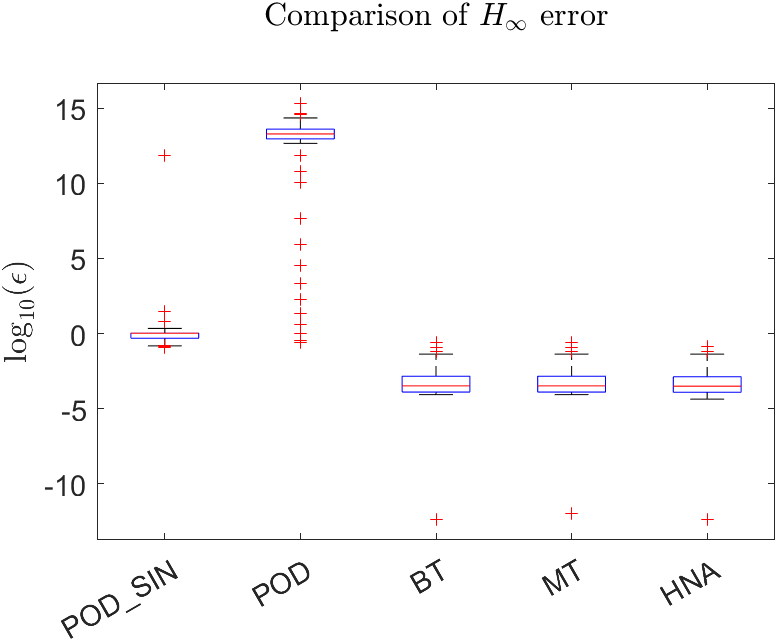 Comparison of H∞ error
log10(ϵ)
15
10
5
0
-5
-10
POD_SIN
POD
BT
MT
HNA